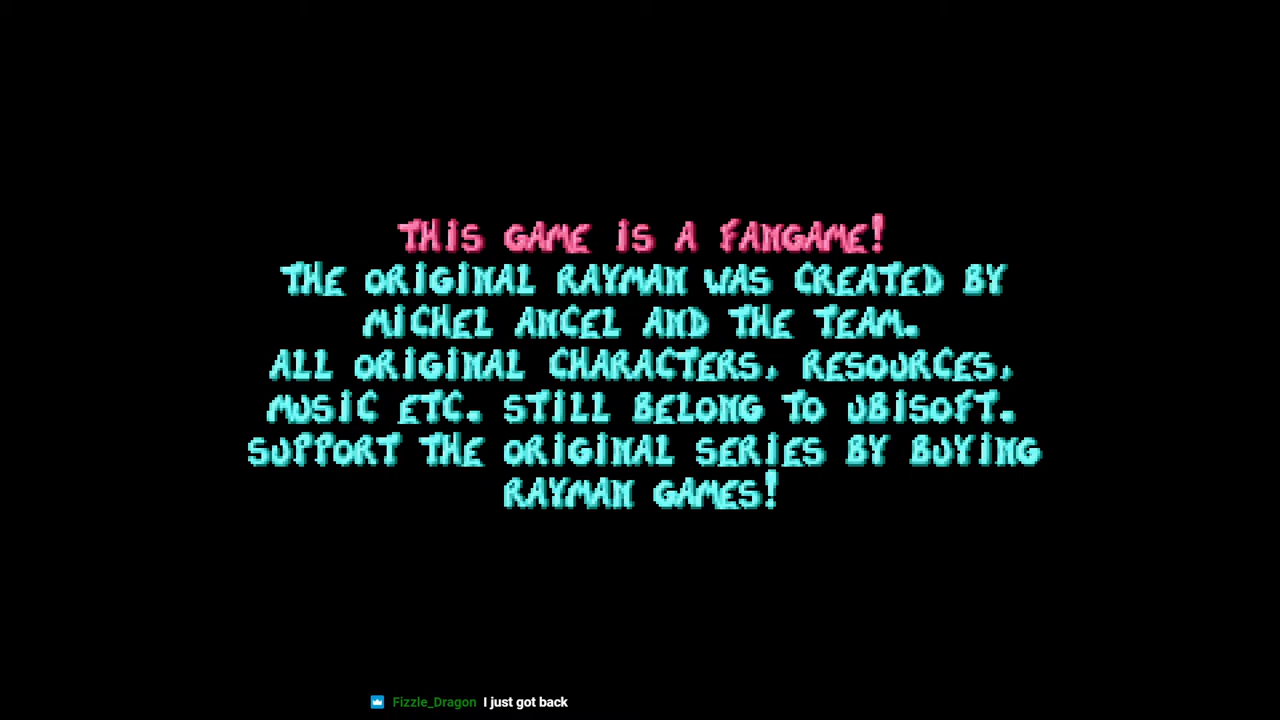 THIS GAME IS A FANGAME!
THE ORIGINAL RAYMAN WAS CREATED BY
MICHEL ANCEL AND THE TEAM.
ALL ORIGINAL CHARACTERS, RESOURCES,
MUSIC ETC. STILL BELONG TO UBISOFT.
SUPPORT THE ORIGINAL SERIES BY BUYING
RAYMAN GAMES!
Fizzle_Dragon I just got back